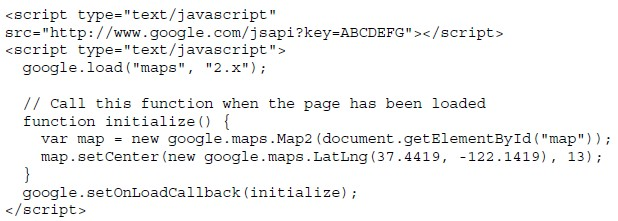 <script type="text/javascript"
src="http://www.google.com/jsapi?key=ABCDEFG"></script>
<script type="text/javascript">
  google.load("maps", "2.x");

  // Call this function when the page has been loaded
  function initialize() {
    var map = new google.maps.Map2(document.getElementById("map"));
    map.setCenter(new google.maps.LatLng(37.4419, -122.1419), 13);
  }
  google.setOnLoadCallback(initialize);
</script>